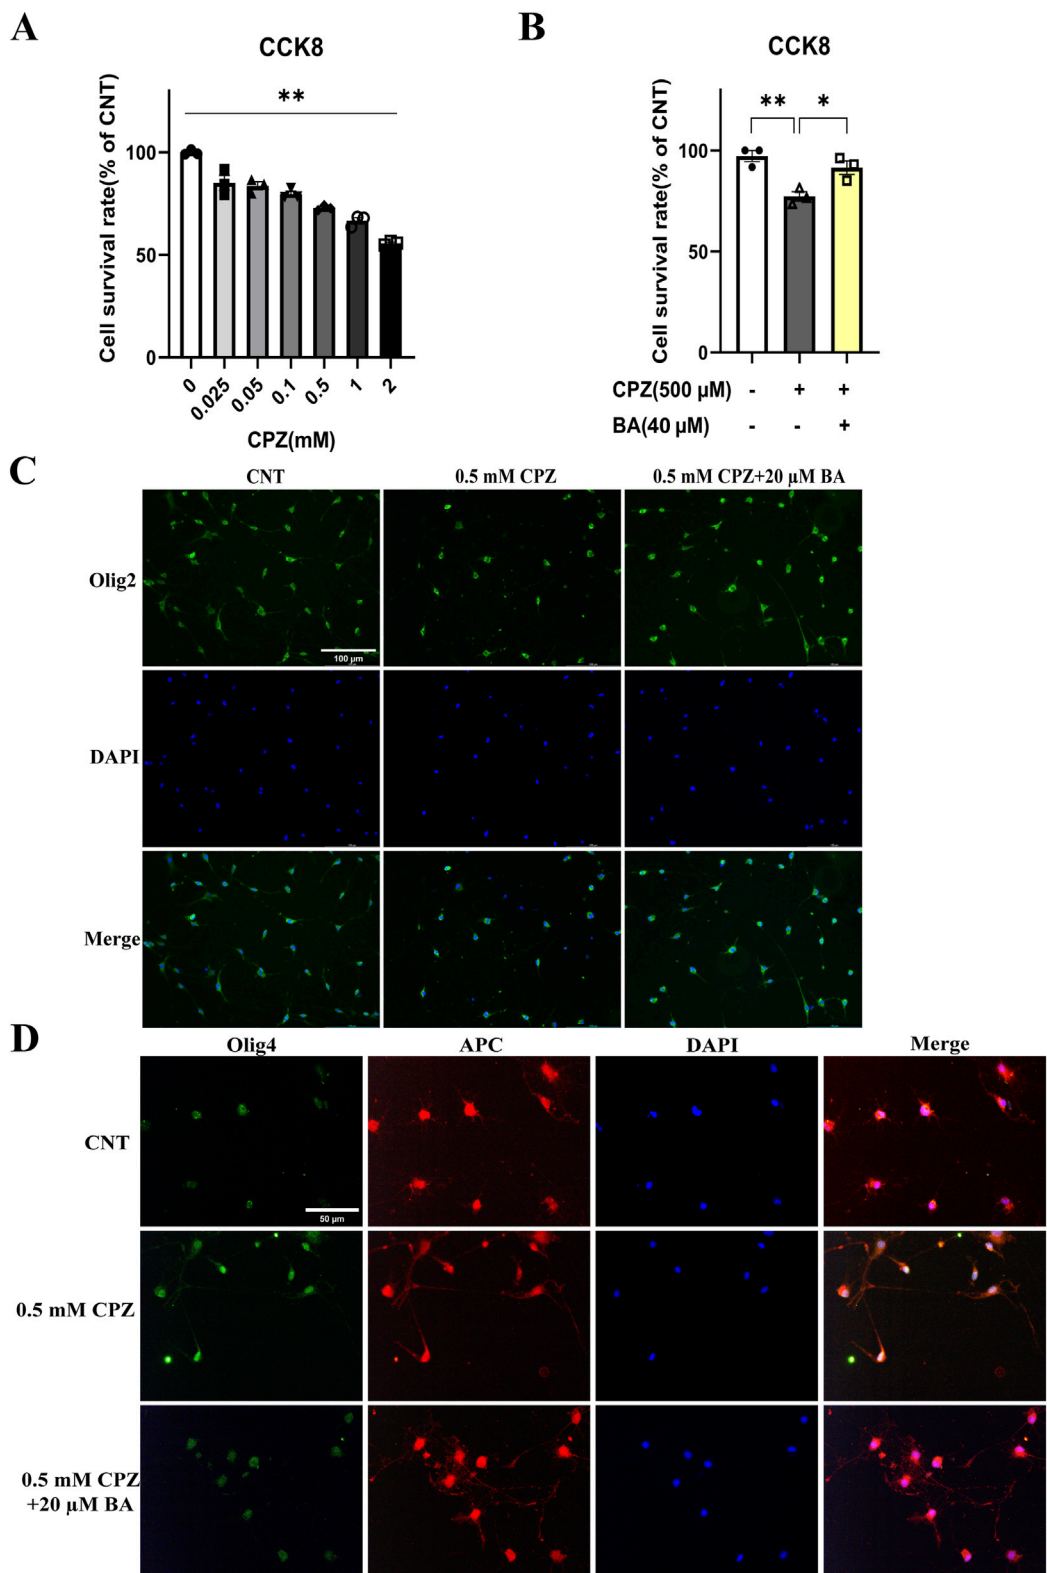 A
CCK8
Cell survival rate(% of CNT)
**
100
50
0
0
0.025
0.05
0.1
0.5
1
2
CPZ(mM)
B
CCK8
Cell survival rate(% of CNT)
** *
100
50
0
CPZ(500 μM) - + +
BA(40 μM) - - +
C
CNT 0.5 mM CPZ 0.5 mM CPZ+20 μM BA
Olig2
100 μm
DAPI
Merge
D
Olig4 APC DAPI Merge
CNT
50 μm
0.5 mM CPZ
0.5 mM CPZ
+20 μM BA